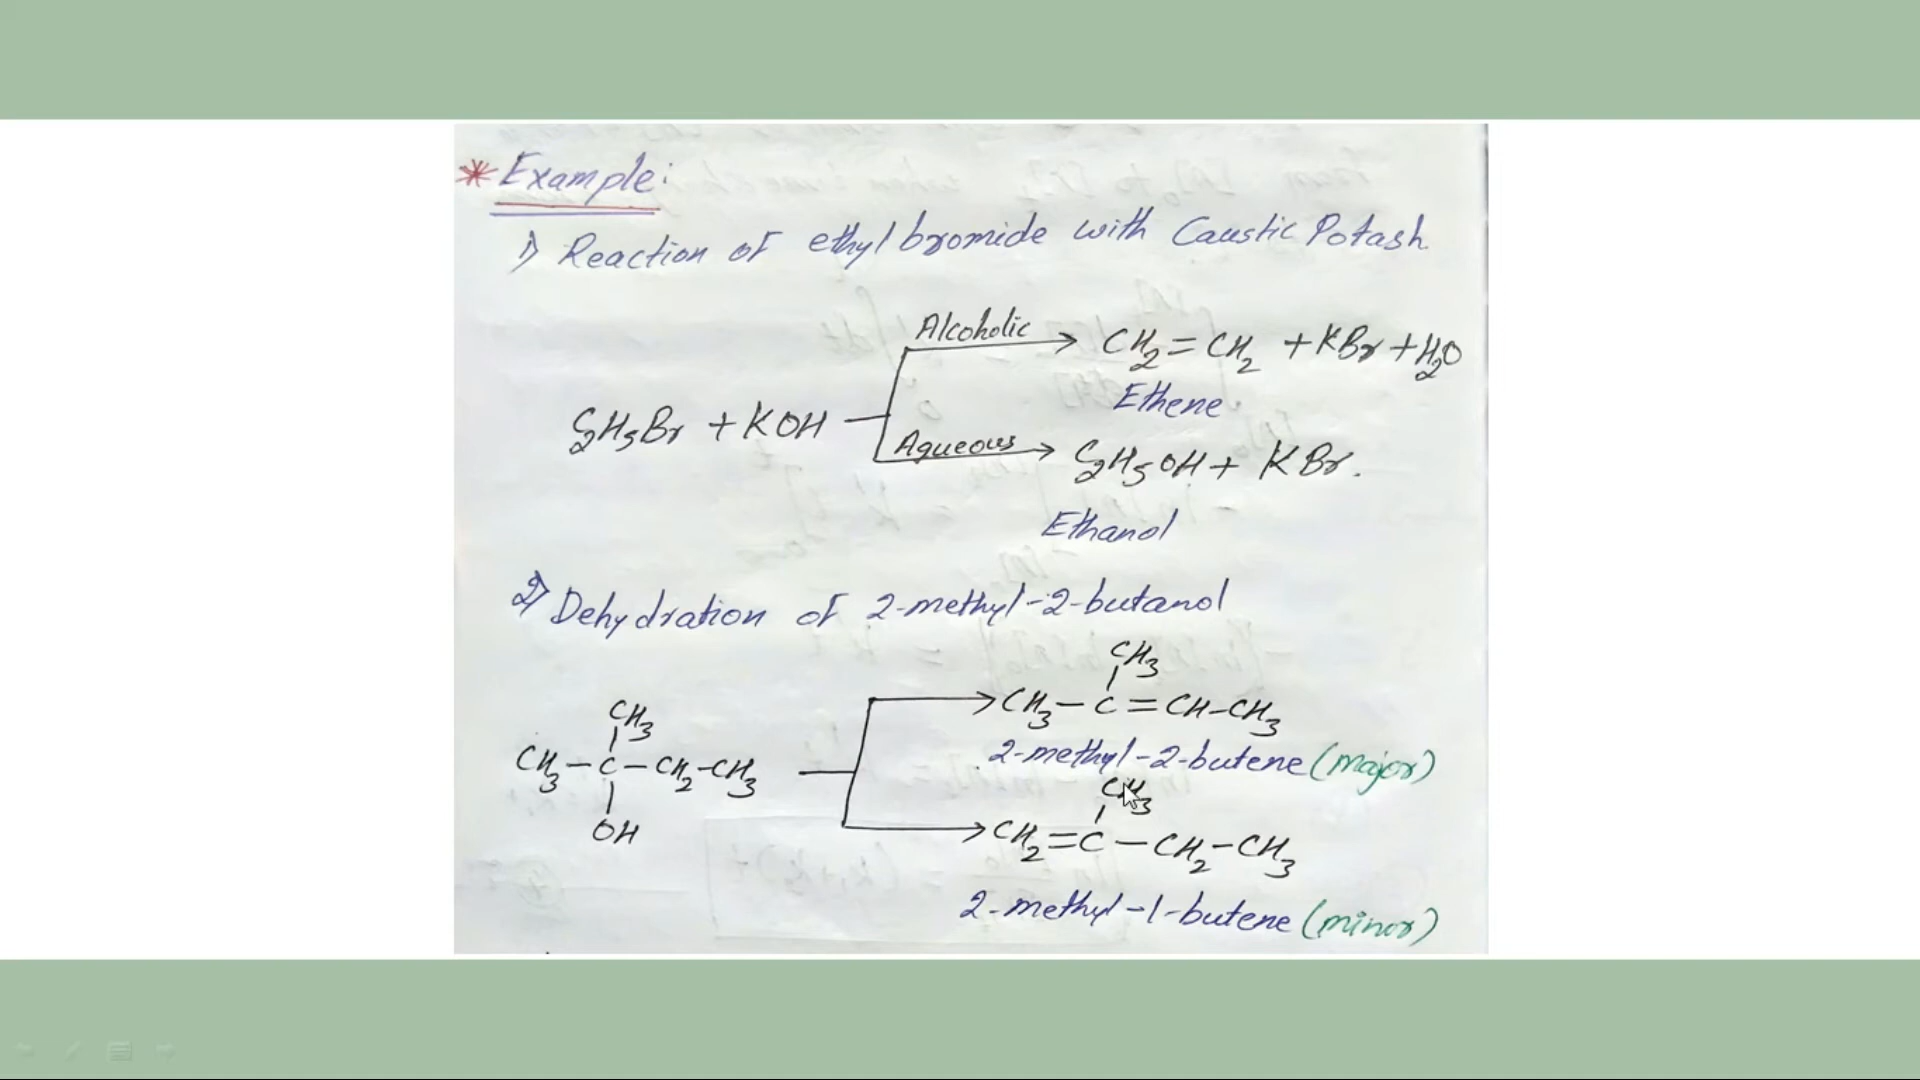 * Example:
1) Reaction of ethyl bromide with Caustic Potash.
Alcoholic → CH₂=CH₂ + KBr + H₂O
Ethene
C₂H₅Br + KOH
Aqueous → C₂H₅OH + KBr.
Ethanol
2) Dehydration of 2-methyl-2-butanol
CH₃
CH₃-C=CH-CH₃
2-methyl-2-butene (major)
CH₃
CH₃-C-CH₂-CH₃
OH
CH₃
CH₂=C-CH₂-CH₃
2-methyl-1-butene (minor)